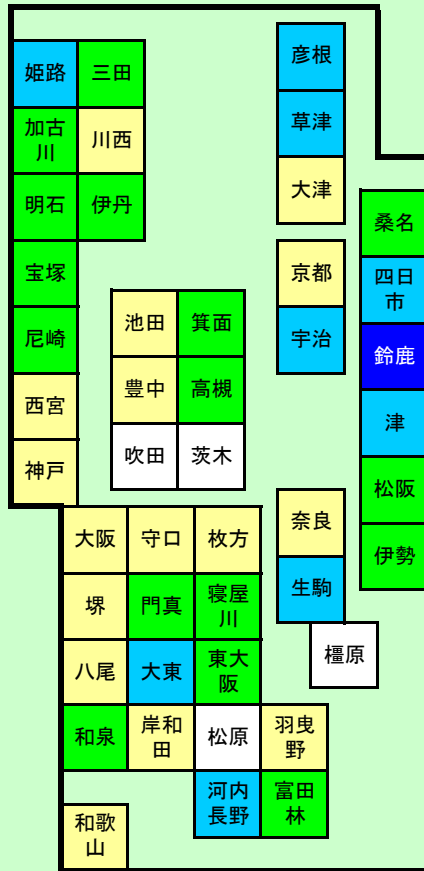 姫路
三田
加古
川
川西
明石
伊丹
宝塚
尼崎
西宮
神戸
池田
箕面
豊中
高槻
吹田
茨木
彦根
草津
大津
京都
宇治
桑名
四日
市
鈴鹿
津
松阪
伊勢
奈良
生駒
橿原
大阪
守口
枚方
堺
門真
寝屋
川
八尾
大東
東大
阪
和泉
岸和
田
松原
羽曳
野
河内
長野
富田
林
和歌
山